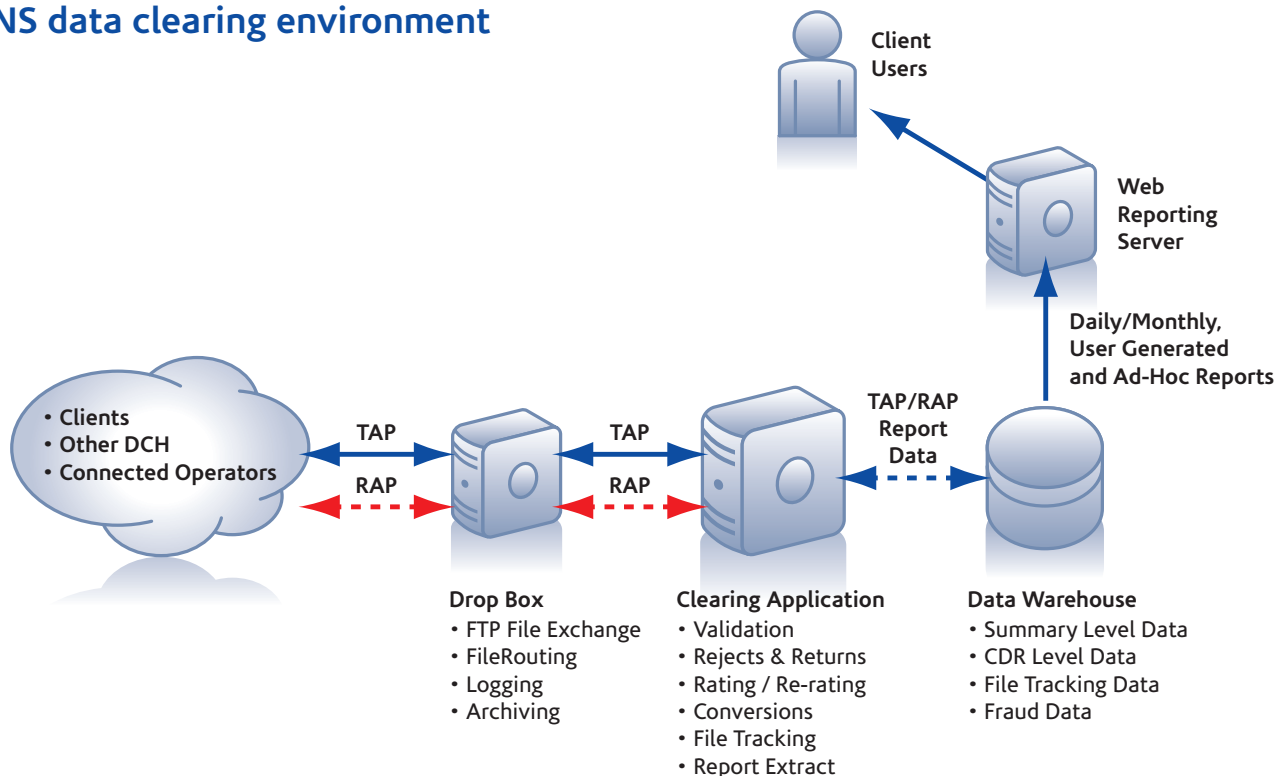 NS data clearing environment
Client
Users
Web
Reporting
Server
Daily/Monthly,
User Generated
and Ad-Hoc Reports
• Clients
• Other DCH
• Connected Operators
TAP
RAP
TAP
RAP
TAP/RAP
Report
Data
Drop Box
• FTP File Exchange
• FileRouting
• Logging
• Archiving
Clearing Application
• Validation
• Rejects & Returns
• Rating / Re-rating
• Conversions
• File Tracking
• Report Extract
Data Warehouse
• Summary Level Data
• CDR Level Data
• File Tracking Data
• Fraud Data